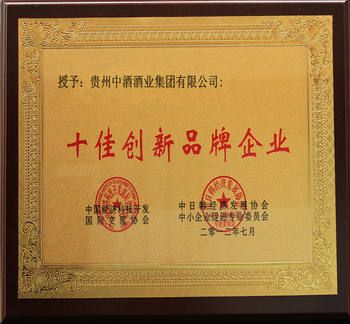 授予：贵州中酒酒业集团有限公司：
十佳创新品牌企业
中国经济科技开发
国际交流协会
中日韩经济发展协会
中小企业促进专业委员会
二零一二年七月